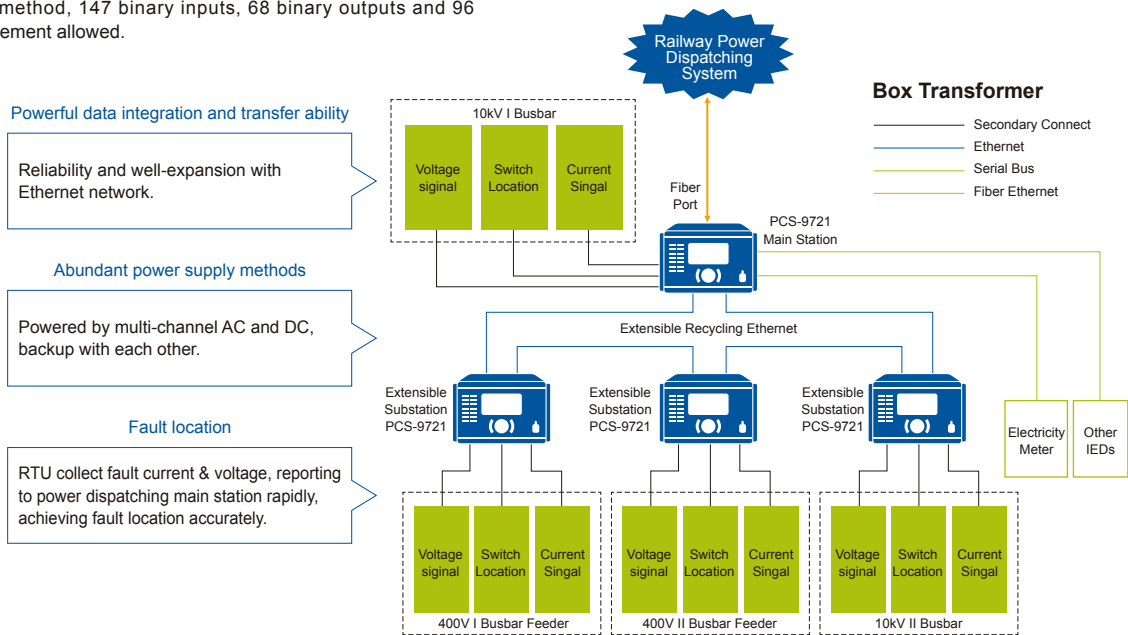 method, 147 binary inputs, 68 binary outputs and 96
ement allowed.
Powerful data integration and transfer ability
Reliability and well-expansion with
Ethernet network.
Abundant power supply methods
Powered by multi-channel AC and DC,
backup with each other.
Fault location
RTU collect fault current & voltage, reporting
to power dispatching main station rapidly,
achieving fault location accurately.
Railway Power
Dispatching
System
Box Transformer
Secondary Connect
Ethernet
Serial Bus
Fiber Ethernet
10kV I Busbar
Voltage
siginal
Switch
Location
Current
Singal
Fiber
Port
PCS-9721
Main Station
Extensible Recycling Ethernet
Extensible
Substation
PCS-9721
Extensible
Substation
PCS-9721
Extensible
Substation
PCS-9721
Electricity
Meter
Other
IEDs
Voltage
siginal
Switch
Location
Current
Singal
400V I Busbar Feeder
Voltage
siginal
Switch
Location
Current
Singal
400V II Busbar Feeder
Voltage
siginal
Switch
Location
Current
Singal
10kV II Busbar